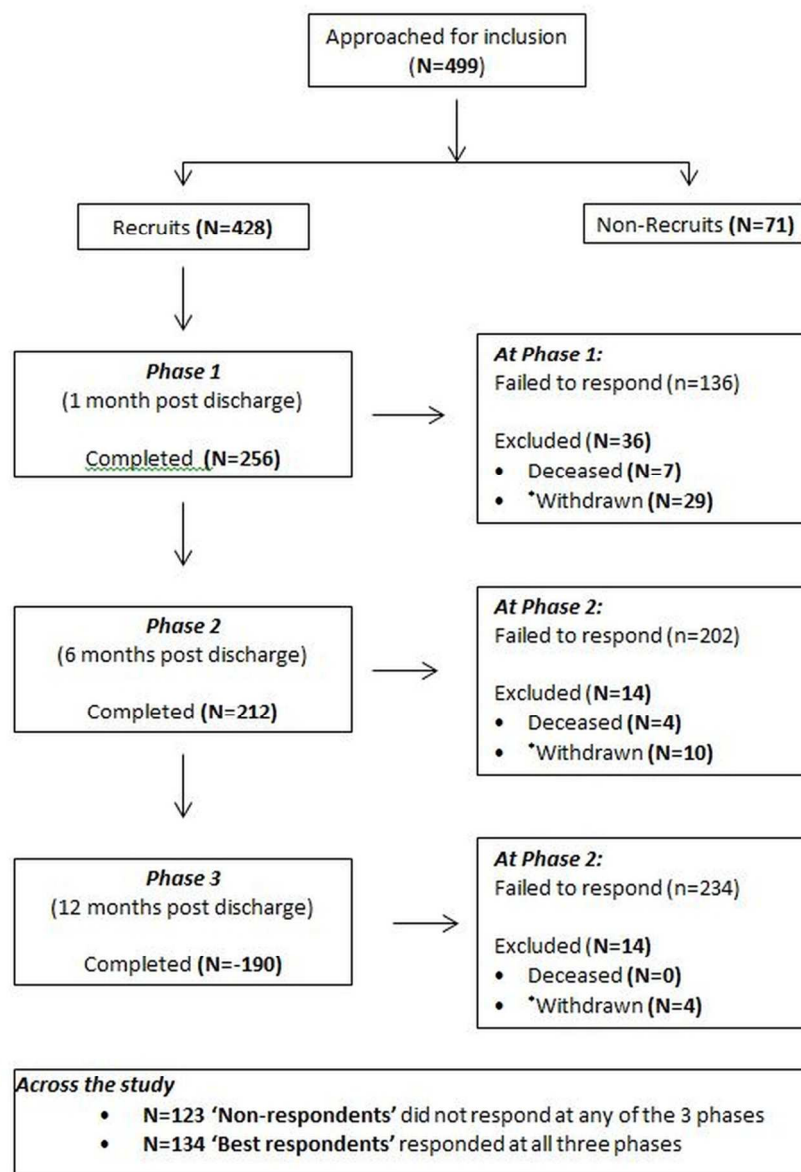 Approached for inclusion
(N=499)
Recruits (N=428)
Non-Recruits (N=71)
Phase 1
(1 month post discharge)
Completed (N=256)
At Phase 1:
Failed to respond (n=136)
Excluded (N=36)
• Deceased (N=7)
• *Withdrawn (N=29)
Phase 2
(6 months post discharge)
Completed (N=212)
At Phase 2:
Failed to respond (n=202)
Excluded (N=14)
• Deceased (N=4)
• *Withdrawn (N=10)
Phase 3
(12 months post discharge)
Completed (N=-190)
At Phase 2:
Failed to respond (n=234)
Excluded (N=14)
• Deceased (N=0)
• *Withdrawn (N=4)
Across the study
• N=123 ‘Non-respondents’ did not respond at any of the 3 phases
• N=134 ‘Best respondents’ responded at all three phases